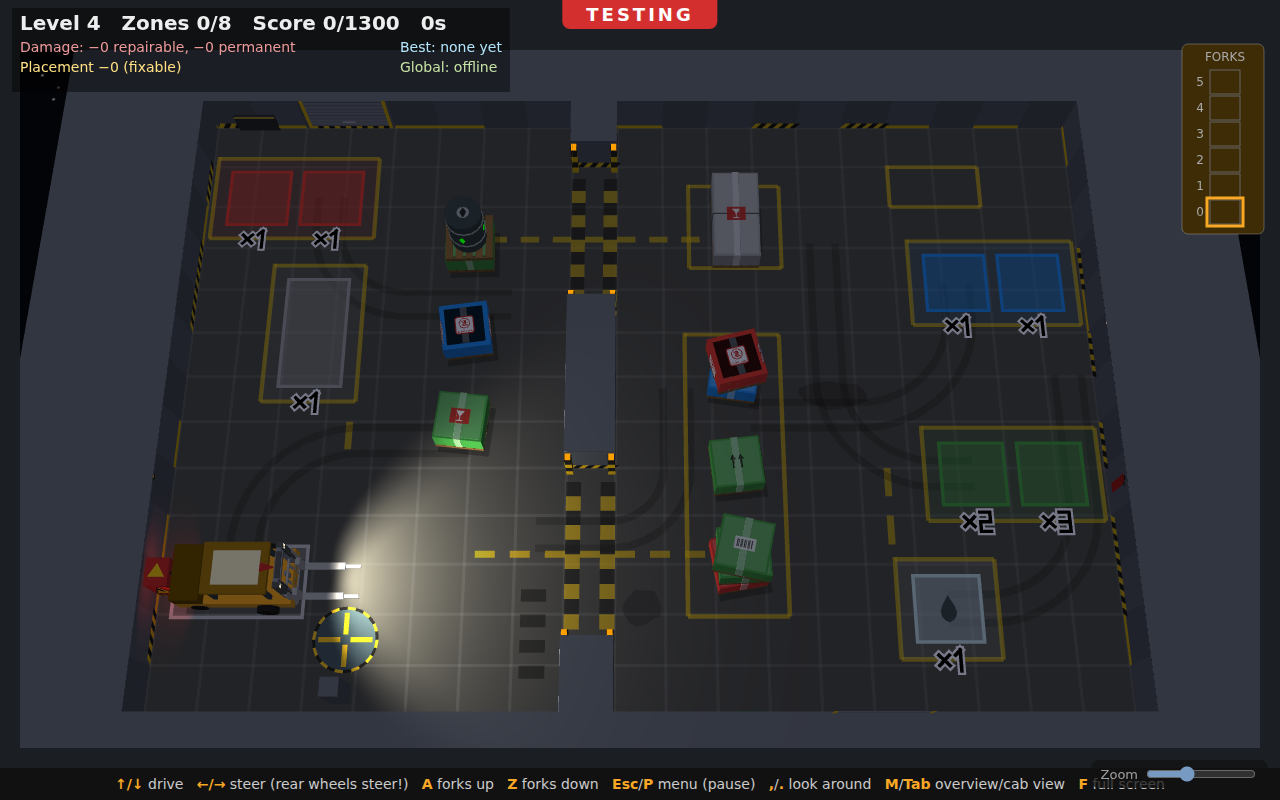 TESTING
Level 4 Zones 0/8 Score 0/1300 0s
Damage: −0 repairable, −0 permanent Best: none yet
Placement −0 (fixable) Global: offline
FORKS
5
4
3
2
1
0
×1 ×1
×1 ×1
×1
×2 ×3
×1
↑/↓ drive ←/→ steer (rear wheels steer!) A forks up Z forks down Esc/P menu (pause) ,/. look around M/Tab overview/cab view F full screen
Zoom